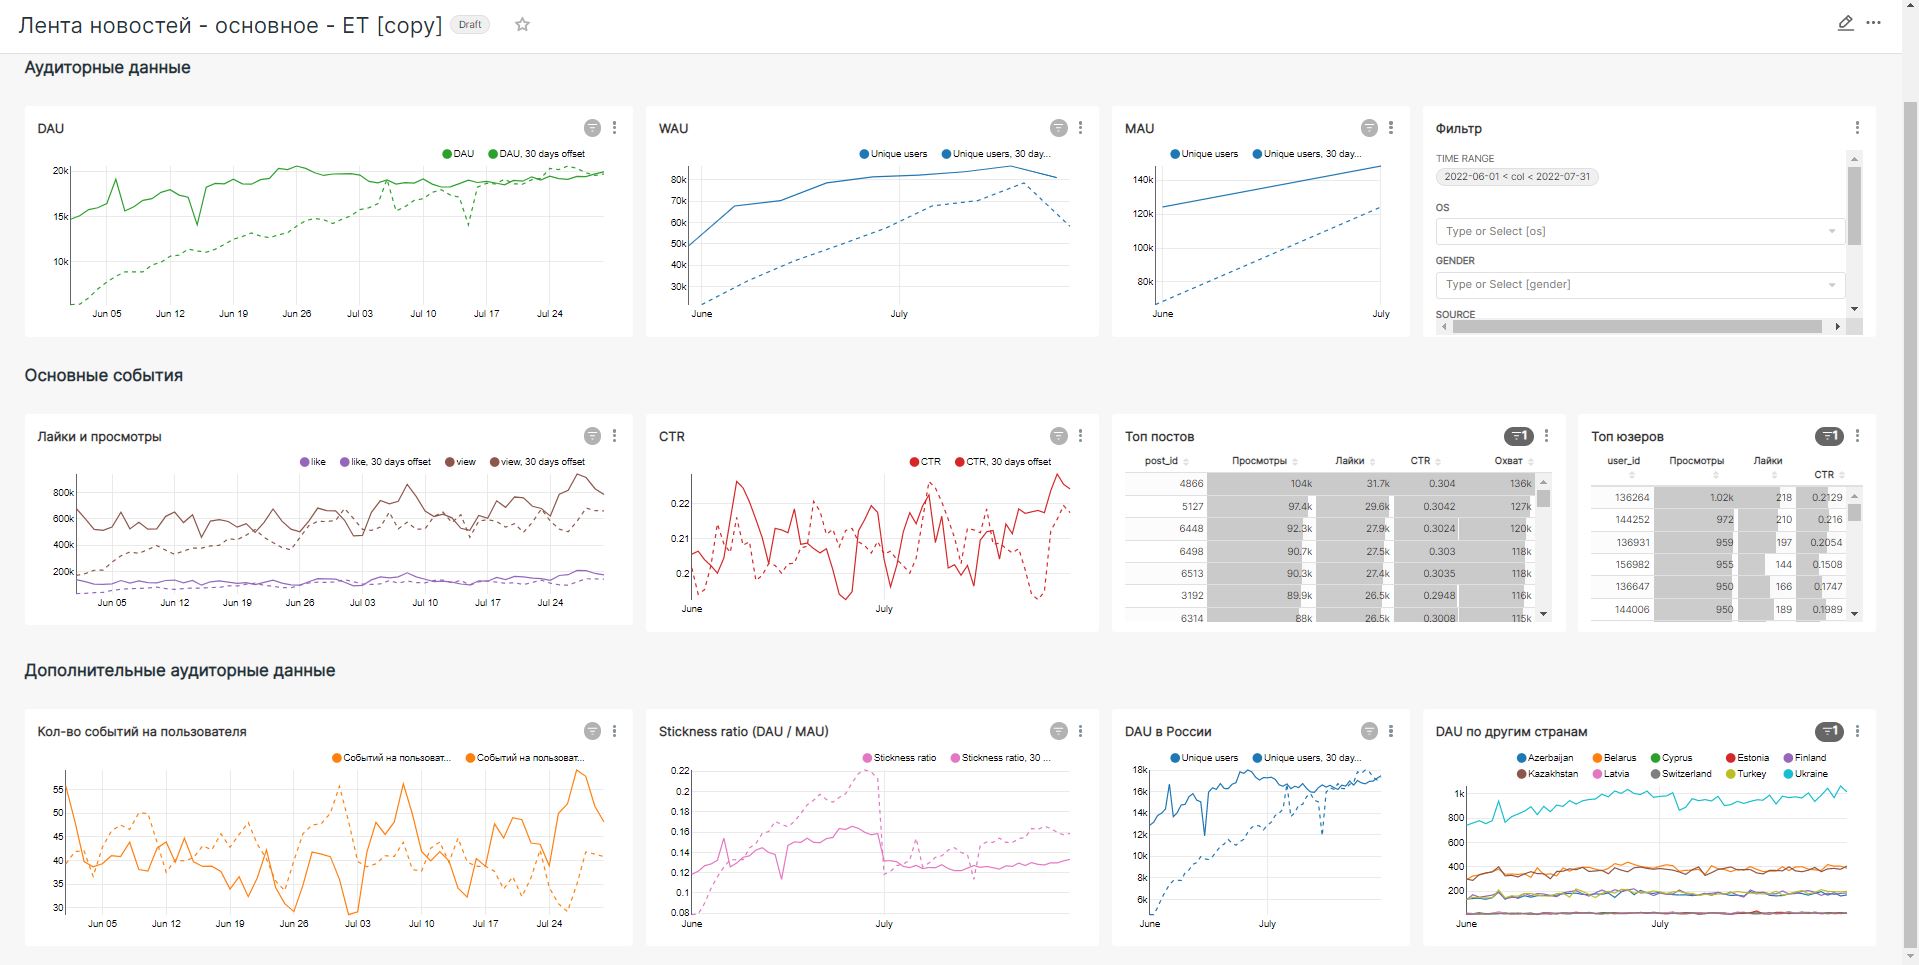 Лента новостей - основное - ET [copy] Draft
Аудиторные данные
DAU
DAU DAU, 30 days offset
20k
15k
10k
Jun 05 Jun 12 Jun 19 Jun 26 Jul 03 Jul 10 Jul 17 Jul 24
WAU
Unique users Unique users, 30 day...
80k
70k
60k
50k
40k
30k
June July
MAU
Unique users Unique users, 30 day...
140k
120k
100k
80k
June July
Фильтр
TIME RANGE
2022-06-01 < col < 2022-07-31
OS
Type or Select [os]
GENDER
Type or Select [gender]
SOURCE
Основные события
Лайки и просмотры
like like, 30 days offset view view, 30 days offset
800k
600k
400k
200k
Jun 05 Jun 12 Jun 19 Jun 26 Jul 03 Jul 10 Jul 17 Jul 24
CTR
CTR CTR, 30 days offset
0.22
0.21
0.2
June July
Топ постов 1
post_id Просмотры Лайки CTR Охват
4866 104k 31.7k 0.304 136k
5127 97.4k 29.6k 0.3042 127k
6448 92.3k 27.9k 0.3024 120k
6498 90.7k 27.5k 0.303 118k
6513 90.3k 27.4k 0.3035 118k
3192 89.9k 26.5k 0.2948 116k
6314 88k 26.5k 0.3008 115k
Топ юзеров 1
user_id Просмотры Лайки CTR
136264 1.02k 218 0.2129
144252 972 210 0.216
136931 959 197 0.2054
156982 955 144 0.1508
136647 950 166 0.1747
144006 950 189 0.1989
Дополнительные аудиторные данные
Кол-во событий на пользователя
Событий на пользоват... Событий на пользоват...
55
50
45
40
35
30
Jun 05 Jun 12 Jun 19 Jun 26 Jul 03 Jul 10 Jul 17 Jul 24
Stickness ratio (DAU / MAU)
Stickness ratio Stickness ratio, 30 ...
0.22
0.2
0.18
0.16
0.14
0.12
0.1
0.08
June July
DAU в России
Unique users Unique users, 30 day...
18k
16k
14k
12k
10k
8k
6k
June July
DAU по другим странам 1
Azerbaijan Belarus Cyprus Estonia Finland
Kazakhstan Latvia Switzerland Turkey Ukraine
1k
800
600
400
200
June July